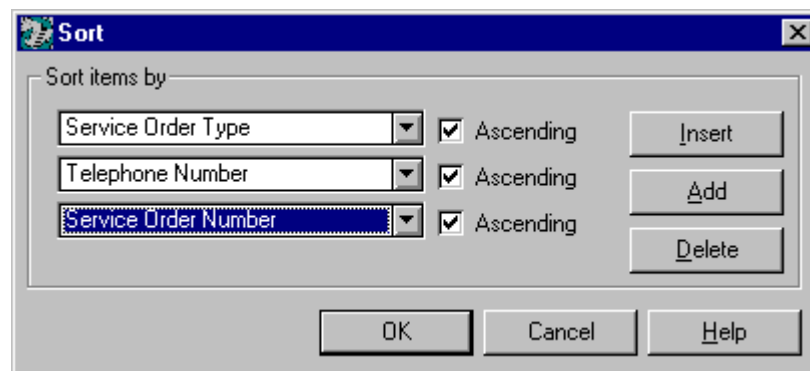 Sort
Sort items by
Service Order Type Ascending Insert
Telephone Number Ascending Add
Service Order Number Ascending Delete
OK Cancel Help